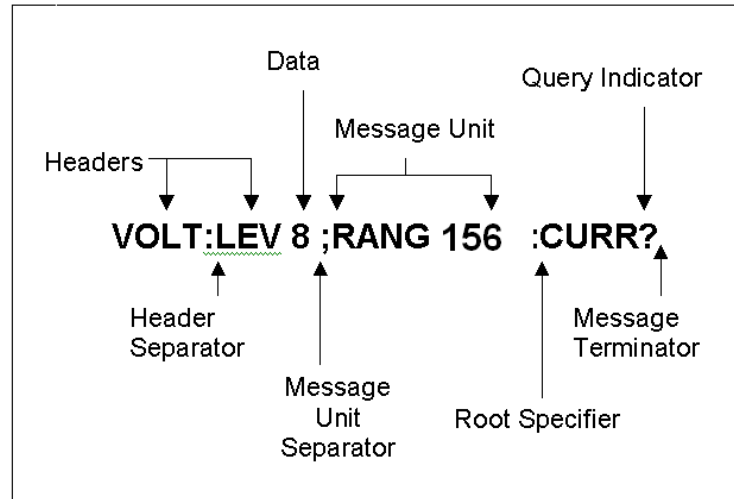 Data
Query Indicator
Message Unit
Headers
VOLT:LEV 8 ;RANG 156 :CURR?
Header
Separator
Message
Terminator
Message
Unit
Separator
Root Specifier